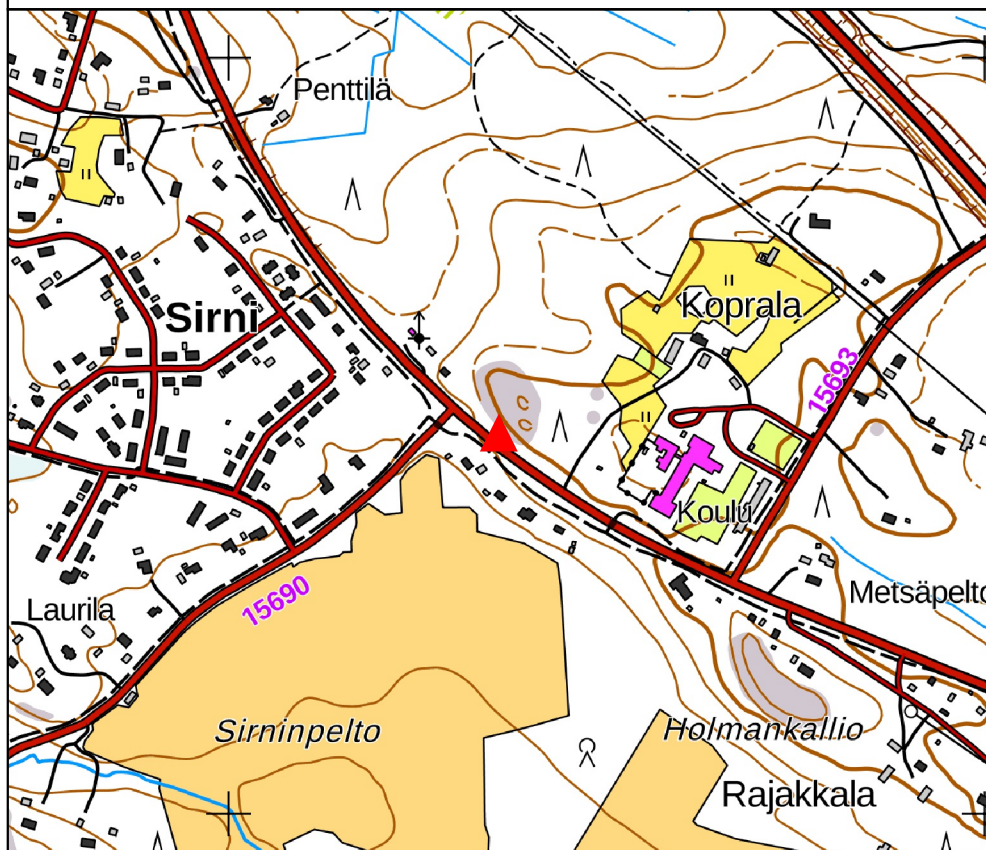 Penttilä
Sirni
Koprala
15693
Koulu
Metsäpelto
Laurila
15690
Sirninpelto
Holmankallio
Rajakkala